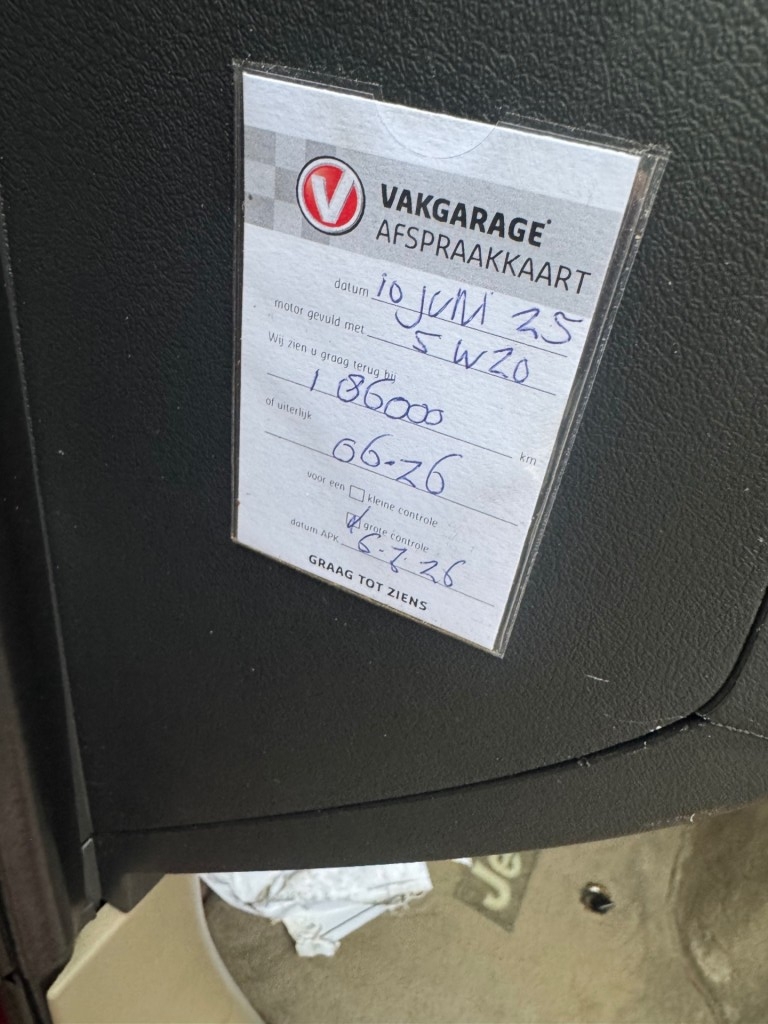 V VAKGARAGE
AFSPRAAKKAART
datum 10 JUNI 25
motor gevuld met 5W20
Wij zien u graag terug bij
186000 km
of uiterlijk
06-26
voor een kleine controle
grote controle
datum APK 6-7-26
GRAAG TOT ZIENS